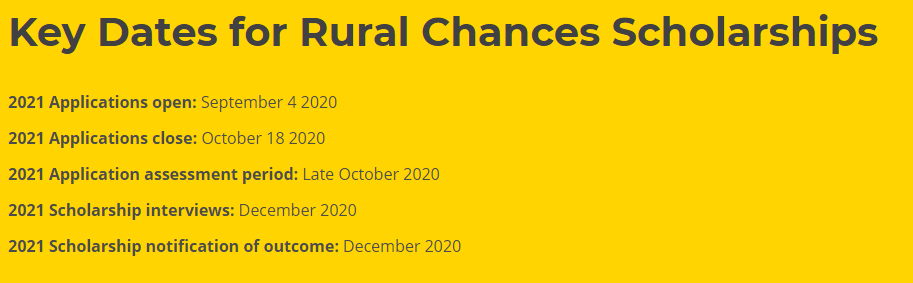 Key Dates for Rural Chances Scholarships
2021 Applications open: September 4 2020
2021 Applications close: October 18 2020
2021 Application assessment period: Late October 2020
2021 Scholarship interviews: December 2020
2021 Scholarship notification of outcome: December 2020